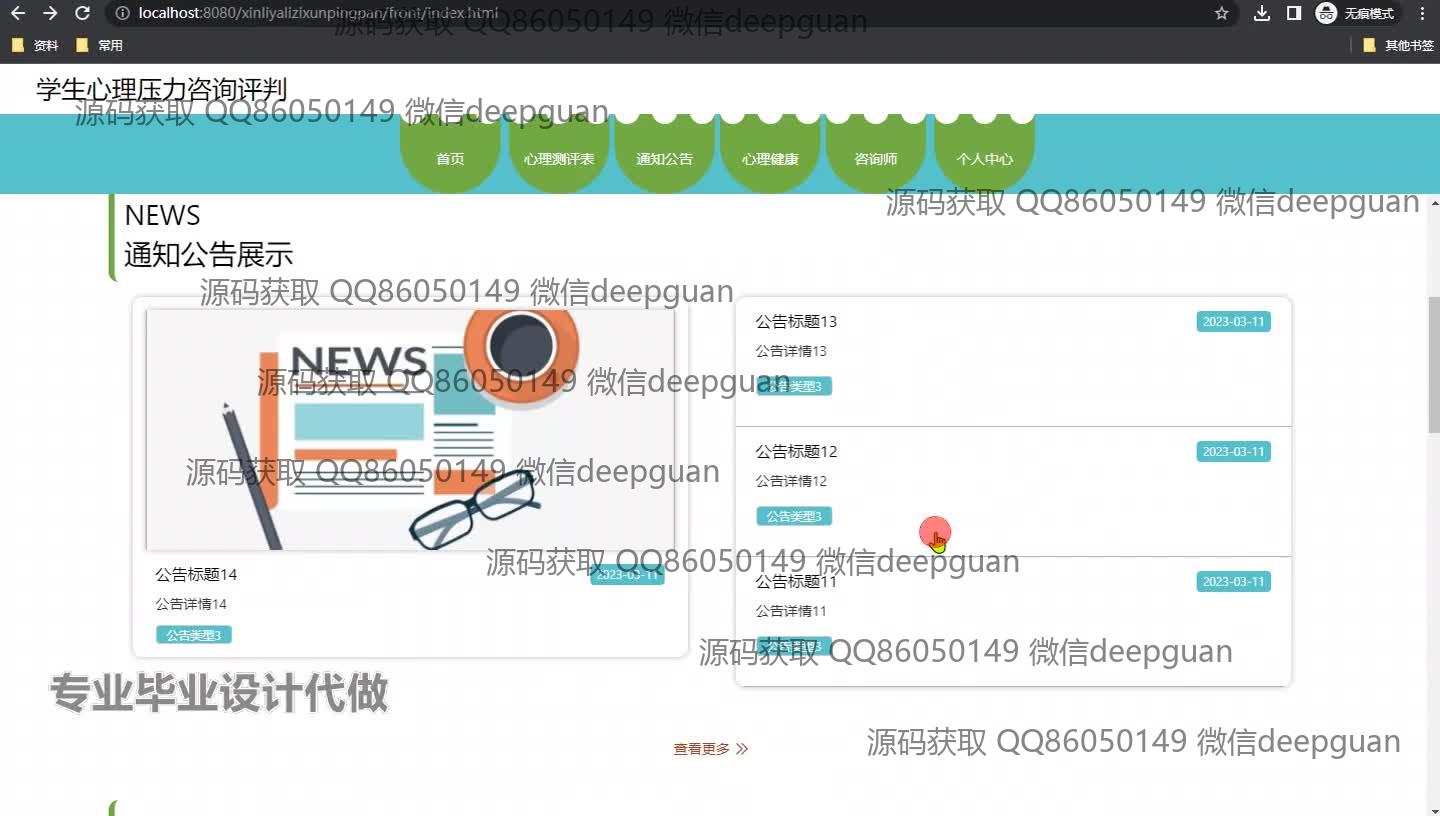 localhost:8080/xinliyalizixunpingpan/front/index.html
无痕模式
源码获取 QQ86050149 微信deepguan
资料
常用
其他书签
学生心理压力咨询评判
源码获取 QQ86050149 微信deepguan
首页
心理测评表
通知公告
心理健康
咨询师
个人中心
源码获取 QQ86050149 微信deepguan
NEWS
通知公告展示
源码获取 QQ86050149 微信deepguan
NEWS
源码获取 QQ86050149 微信deepguan
源码获取 QQ86050149 微信deepguan
公告标题14
2023-03-11
公告详情14
公告类型3
公告标题13
2023-03-11
公告详情13
公告类型3
公告标题12
2023-03-11
公告详情12
公告类型3
源码获取 QQ86050149 微信deepguan
公告标题11
2023-03-11
公告详情11
公告类型3
源码获取 QQ86050149 微信deepguan
专业毕业设计代做
查看更多
源码获取 QQ86050149 微信deepguan